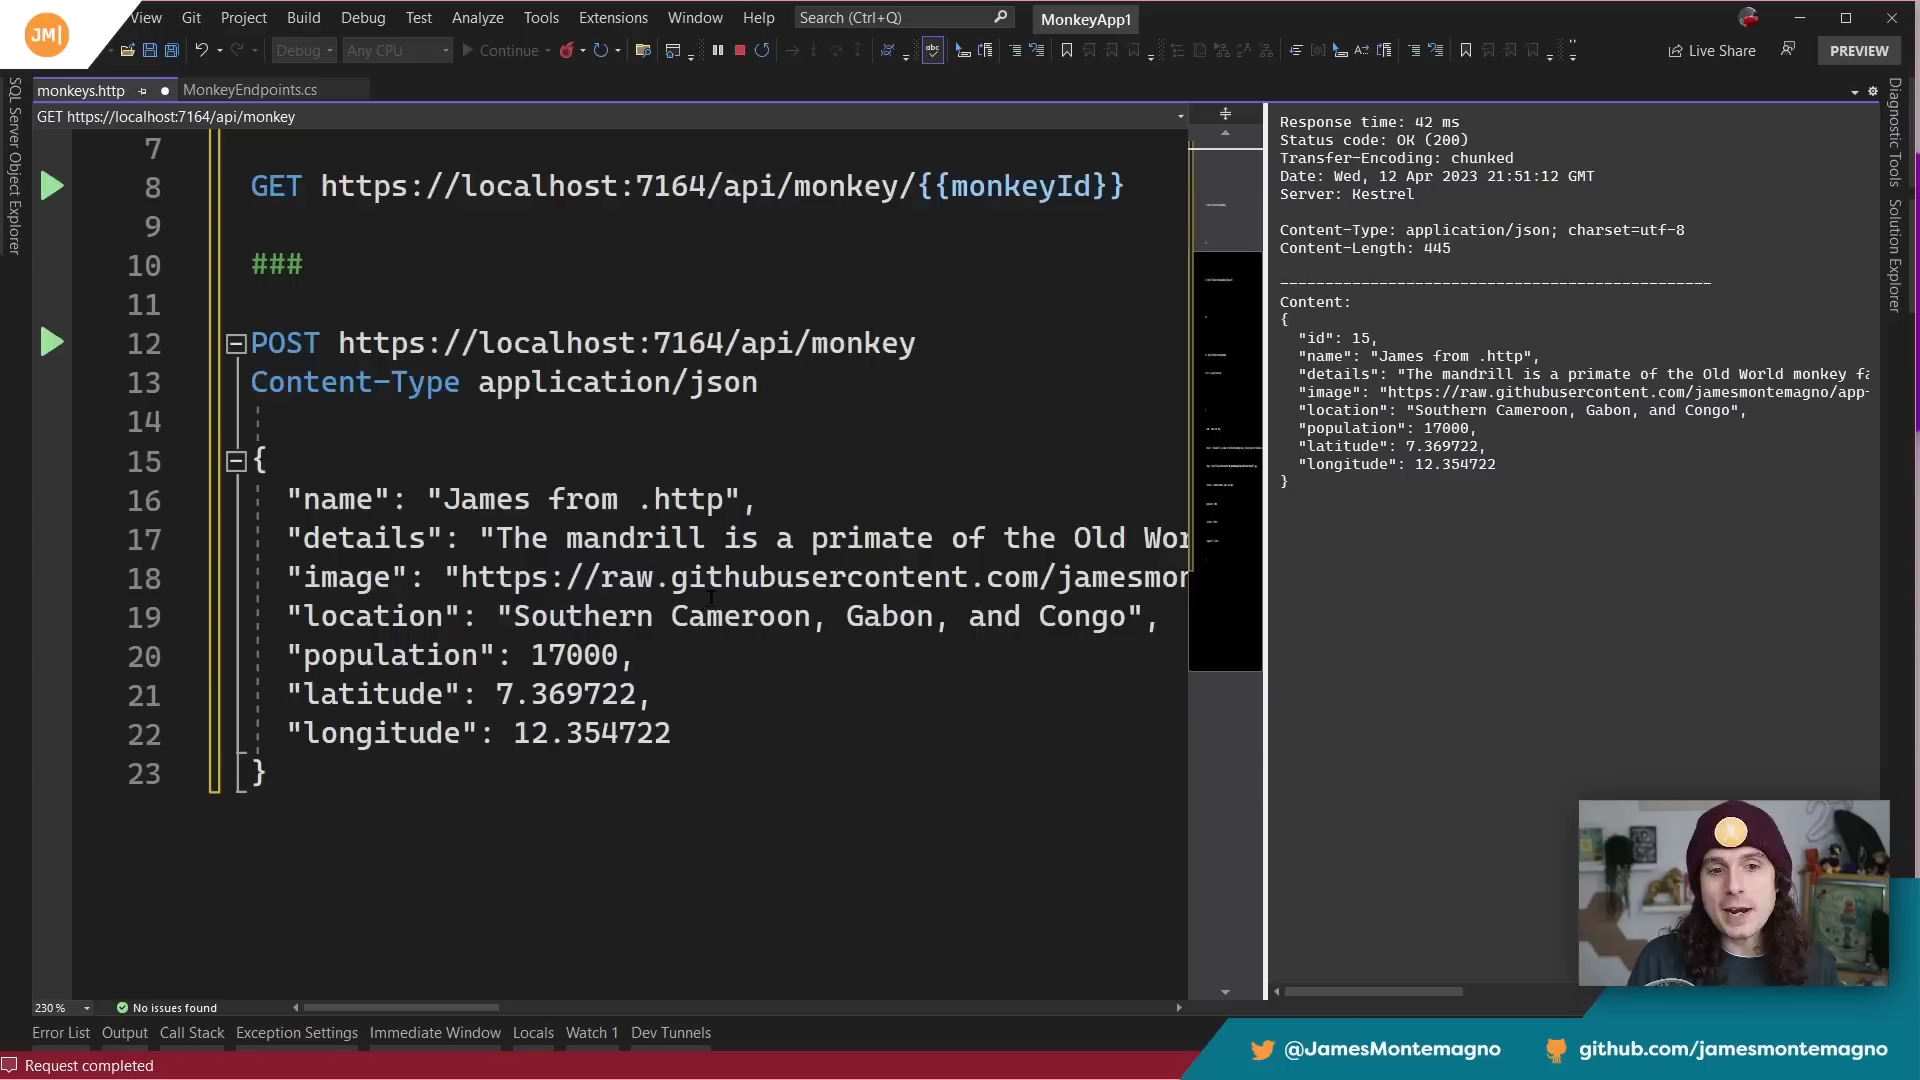 JM|
View Git Project Build Debug Test Analyze Tools Extensions Window Help Search (Ctrl+Q) MonkeyApp1
Debug Any CPU Continue Live Share PREVIEW
SQL Server Object Explorer
monkeys.http MonkeyEndpoints.cs
GET https://localhost:7164/api/monkey
7
8 GET https://localhost:7164/api/monkey/{{monkeyId}}
9
10 ###
11
12 POST https://localhost:7164/api/monkey
13 Content-Type application/json
14
15 {
16 "name": "James from .http",
17 "details": "The mandrill is a primate of the Old Wor
18 "image": "https://raw.githubusercontent.com/jamesmon
19 "location": "Southern Cameroon, Gabon, and Congo",
20 "population": 17000,
21 "latitude": 7.369722,
22 "longitude": 12.354722
23 }
Response time: 42 ms
Status code: OK (200)
Transfer-Encoding: chunked
Date: Wed, 12 Apr 2023 21:51:12 GMT
Server: Kestrel
Content-Type: application/json; charset=utf-8
Content-Length: 445
------------------------------------------------
Content:
{
"id": 15,
"name": "James from .http",
"details": "The mandrill is a primate of the Old World monkey fa
"image": "https://raw.githubusercontent.com/jamesmontemagno/app-
"location": "Southern Cameroon, Gabon, and Congo",
"population": 17000,
"latitude": 7.369722,
"longitude": 12.354722
}
Diagnostic Tools
Solution Explorer
230 % No issues found
Error List Output Call Stack Exception Settings Immediate Window Locals Watch 1 Dev Tunnels
Request completed
@JamesMontemagno github.com/jamesmontemagno